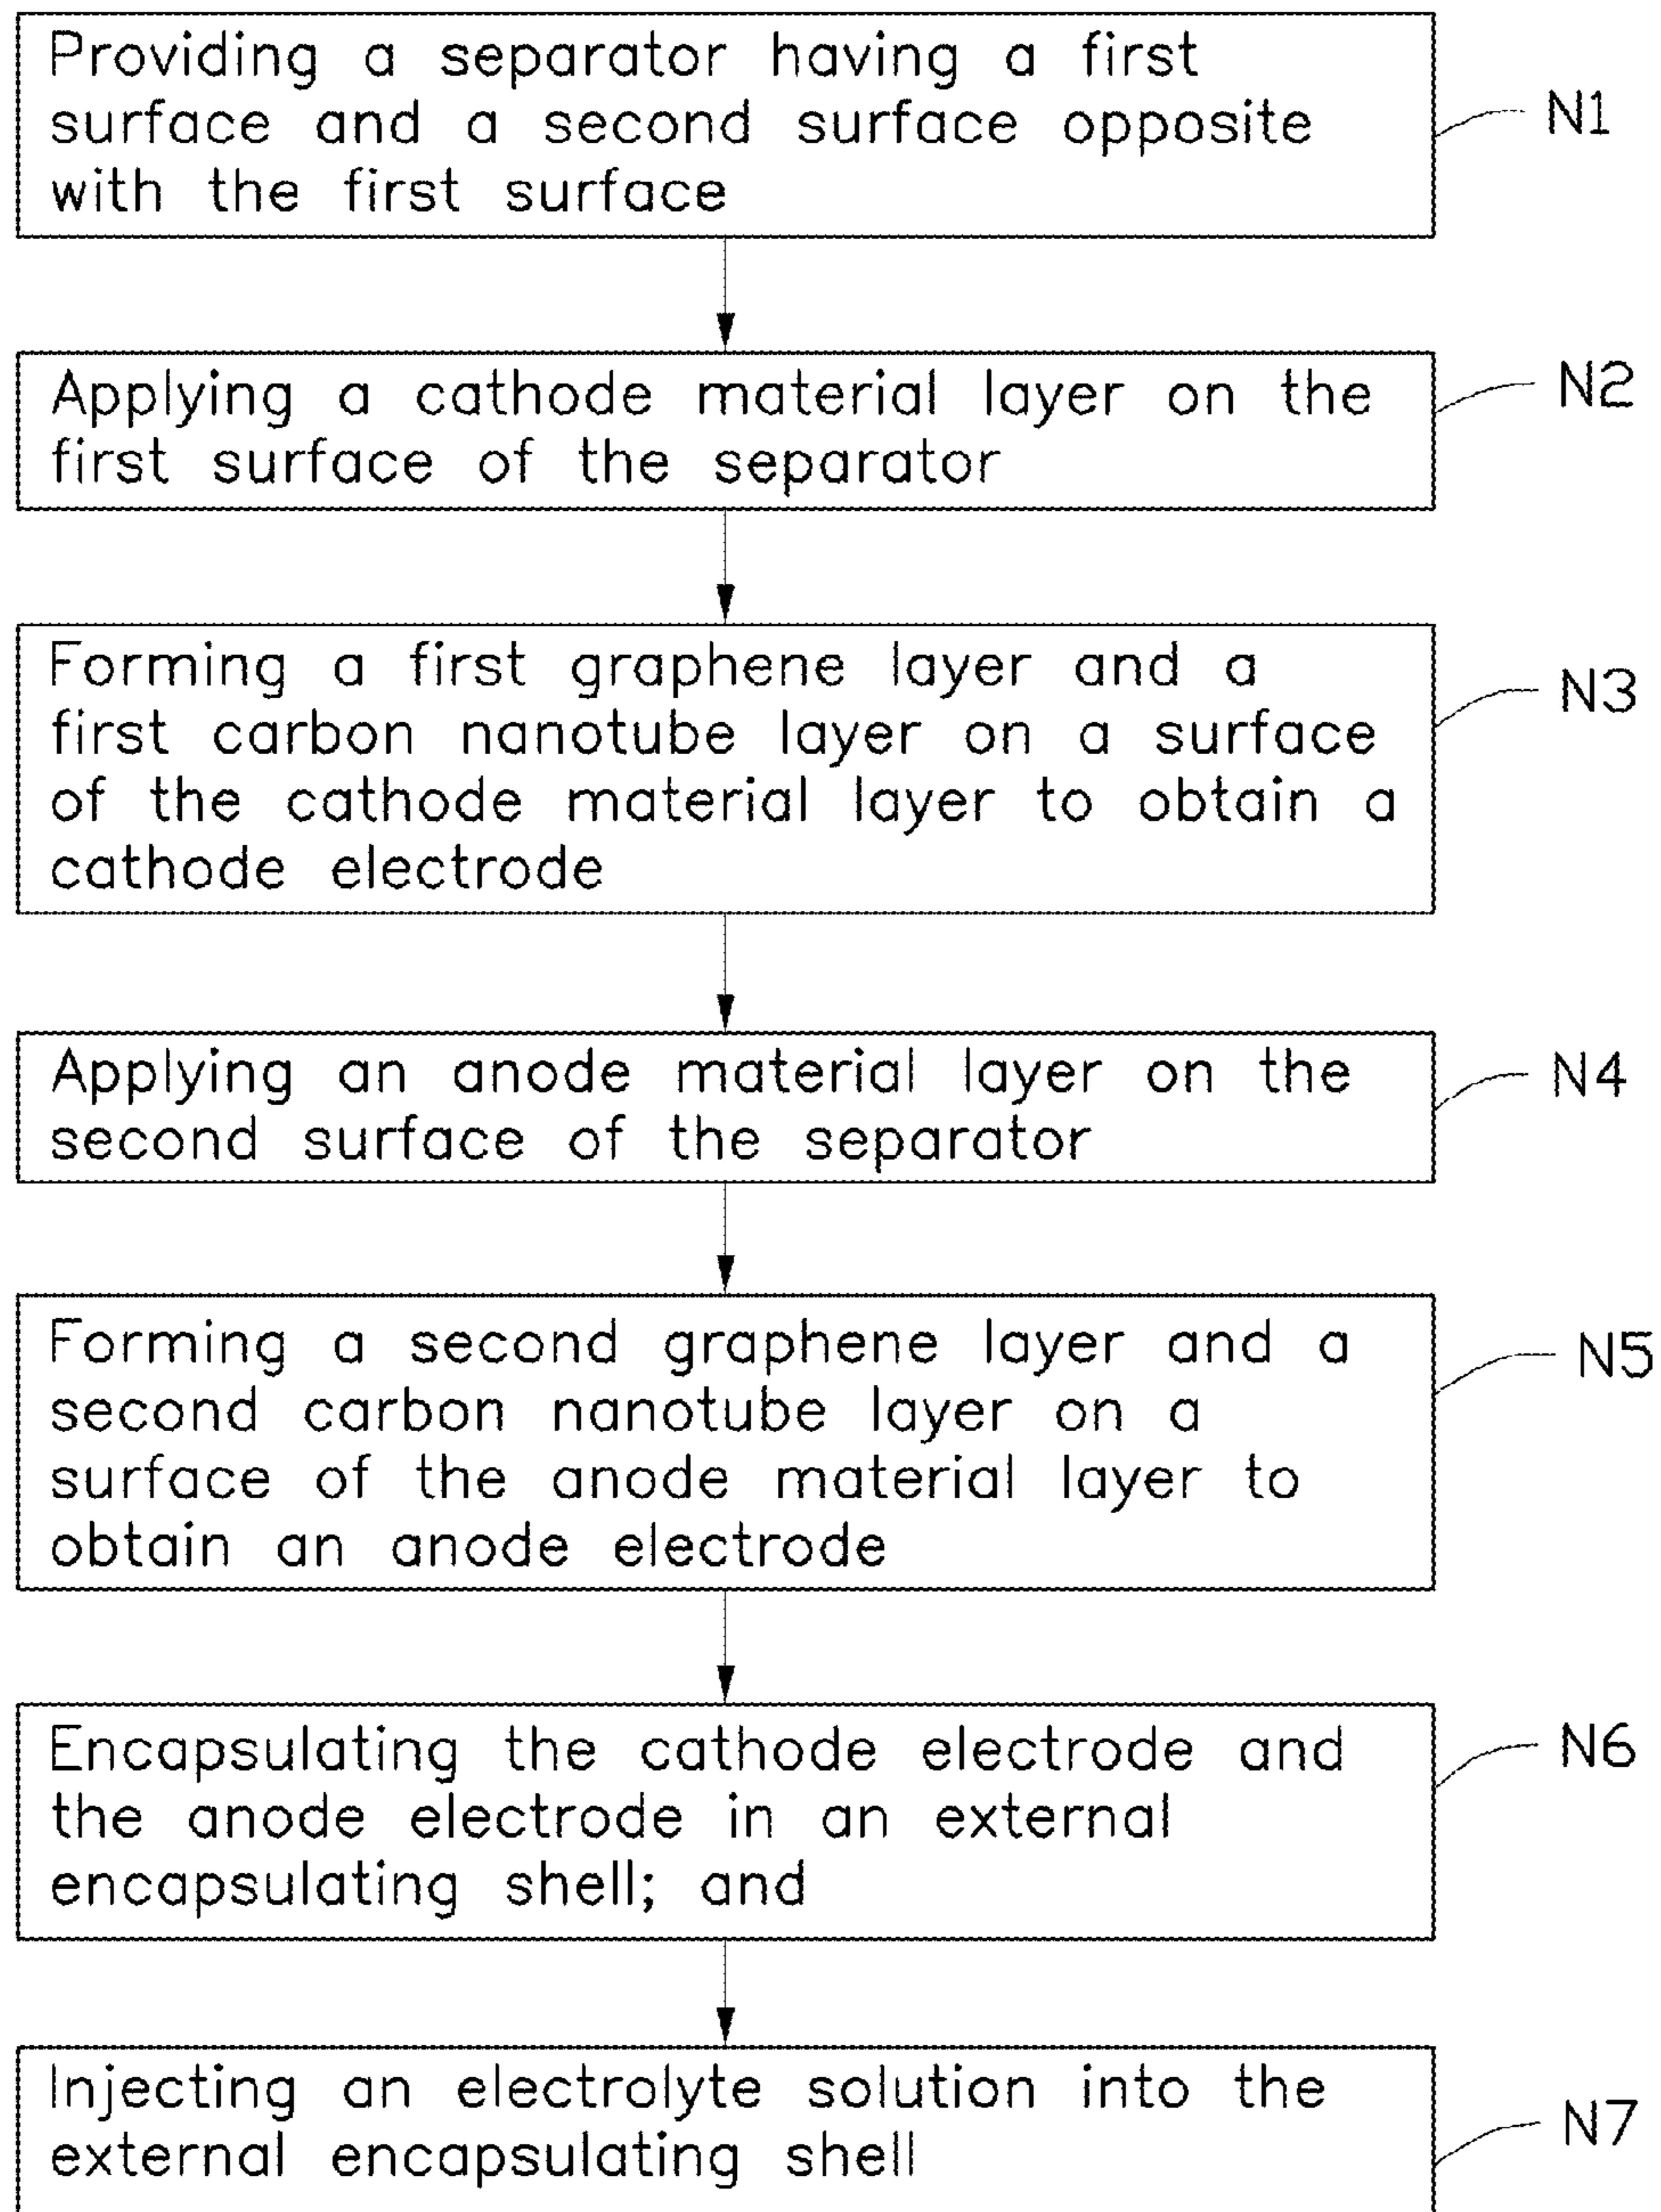 Providing a separator having a first
surface and a second surface opposite
with the first surface
N1
Applying a cathode material layer on the
first surface of the separator
N2
Forming a first graphene layer and a
first carbon nanotube layer on a surface
of the cathode material layer to obtain a
cathode electrode
N3
Applying an anode material layer on the
second surface of the separator
N4
Forming a second graphene layer and a
second carbon nanotube layer on a
surface of the anode material layer to
obtain an anode electrode
N5
Encapsulating the cathode electrode and
the anode electrode in an external
encapsulating shell; and
N6
Injecting an electrolyte solution into the
external encapsulating shell
N7